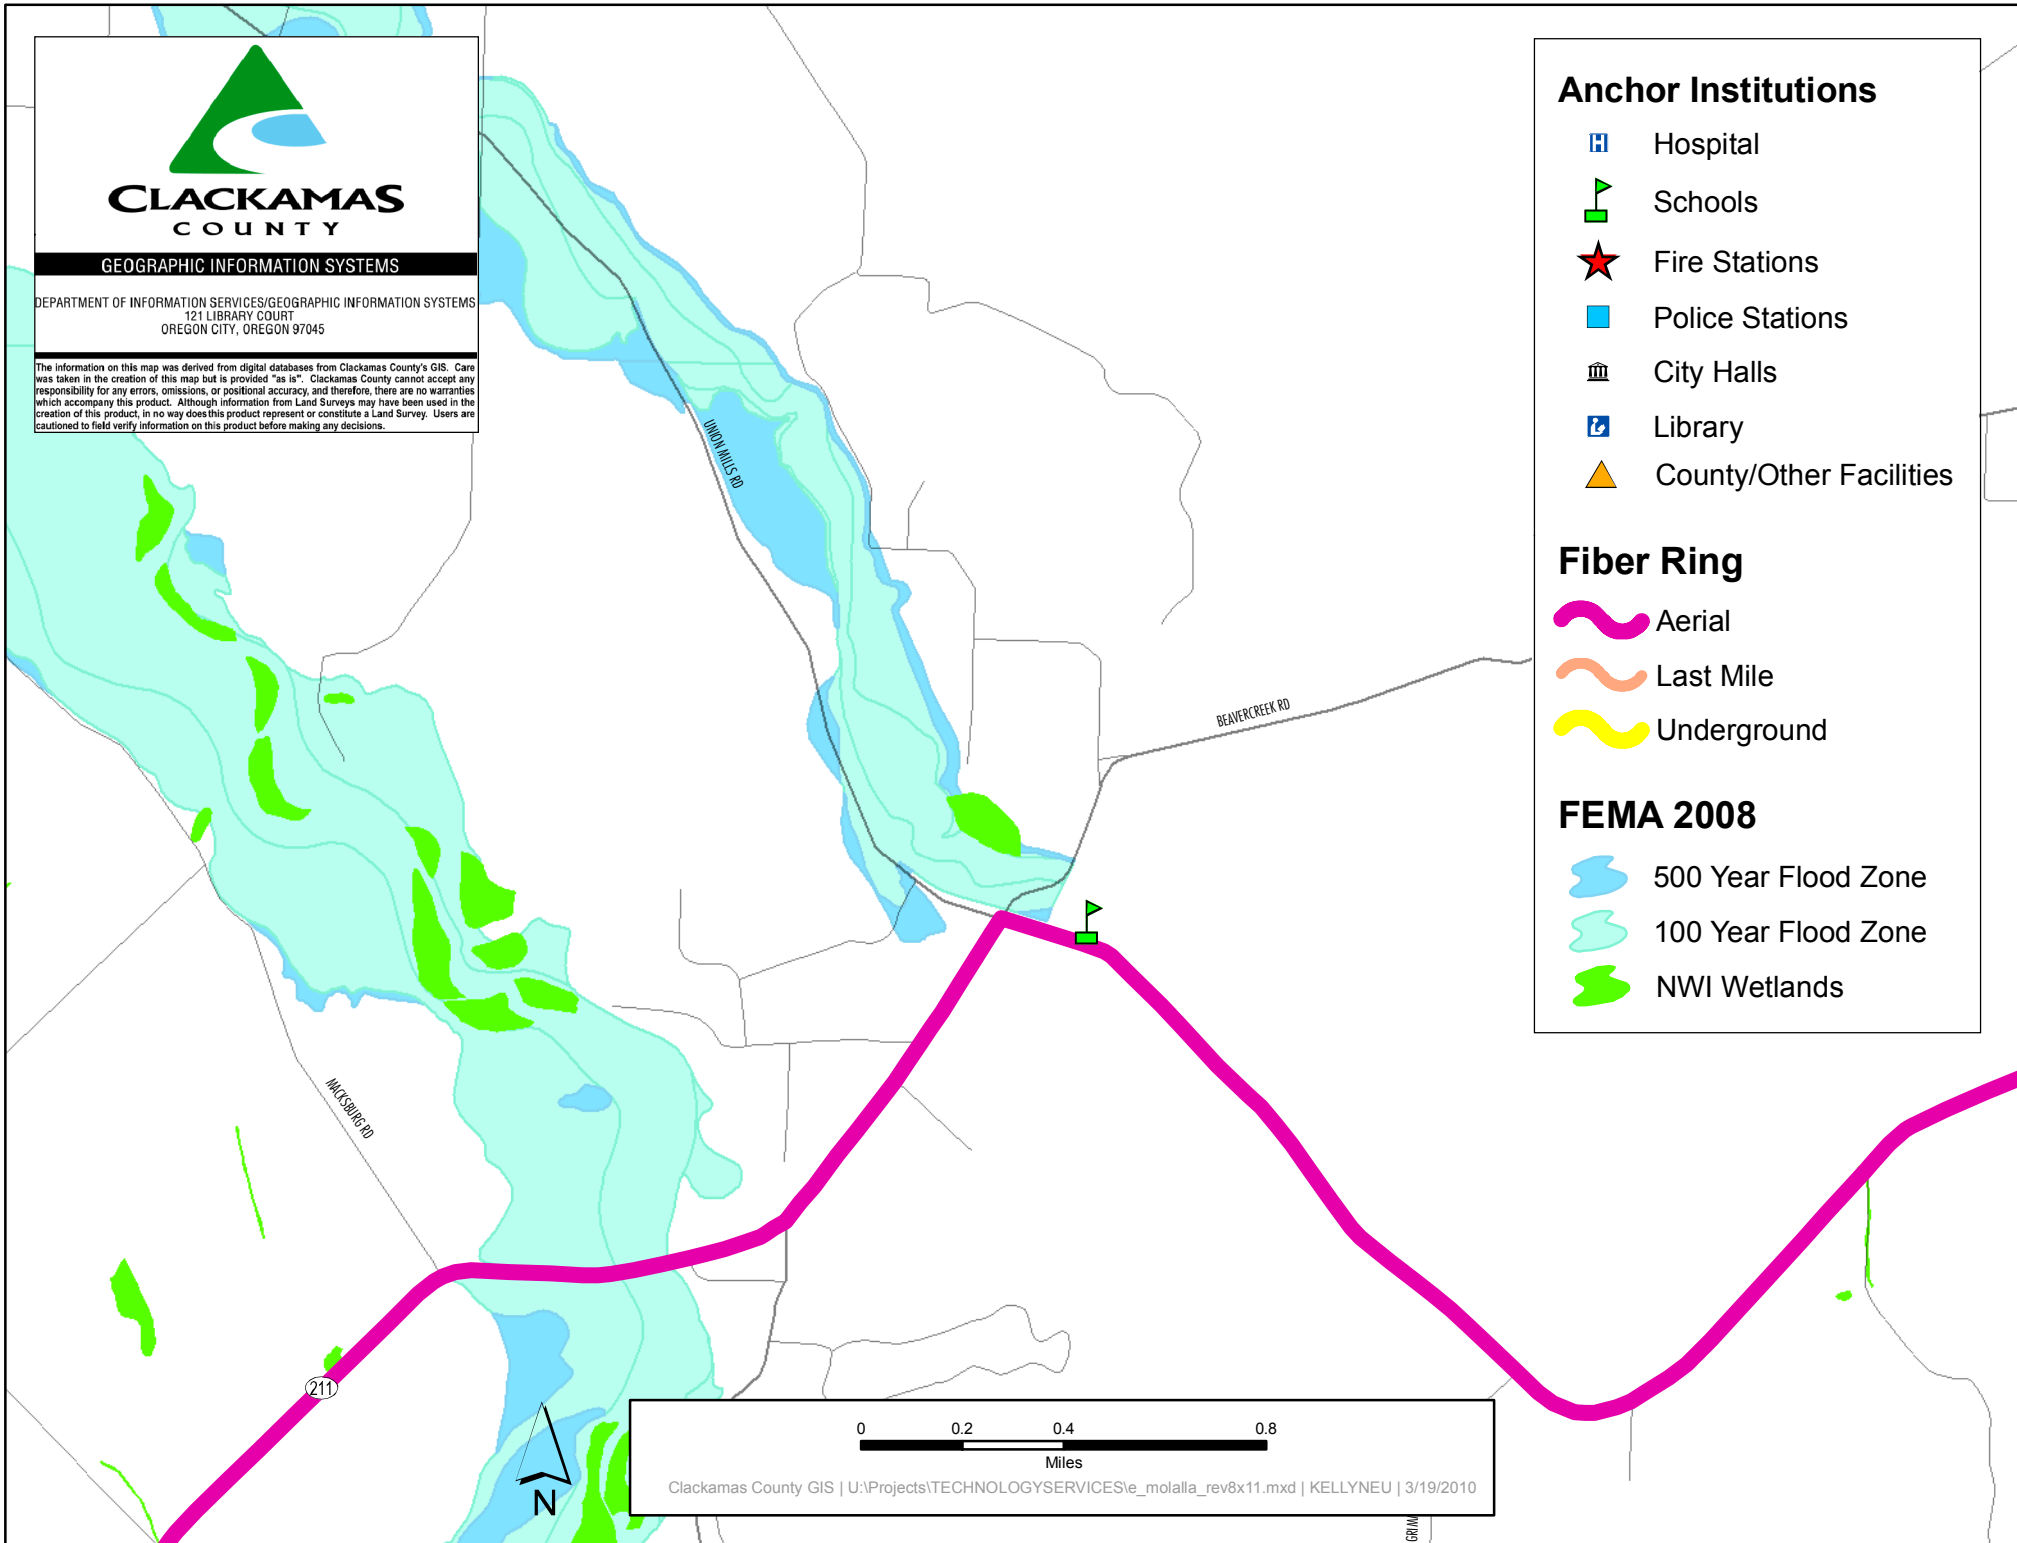 CLACKAMAS
COUNTY
GEOGRAPHIC INFORMATION SYSTEMS
DEPARTMENT OF INFORMATION SERVICES/GEOGRAPHIC INFORMATION SYSTEMS
121 LIBRARY COURT
OREGON CITY, OREGON 97045
The information on this map was derived from digital databases from Clackamas County's GIS. Care
was taken in the creation of this map but is provided "as is". Clackamas County cannot accept any
responsibility for any errors, omissions, or positional accuracy, and therefore, there are no warranties
which accompany this product. Although information from Land Surveys may have been used in the
creation of this product, in no way does this product represent or constitute a Land Survey. Users are
cautioned to field verify information on this product before making any decisions.
Anchor Institutions
H Hospital
Schools
Fire Stations
Police Stations
City Halls
Library
County/Other Facilities
Fiber Ring
Aerial
Last Mile
Underground
FEMA 2008
500 Year Flood Zone
100 Year Flood Zone
NWI Wetlands
UNION MILLS RD
BEAVERCREEK RD
MACKSBURG RD
211
N
0 0.2 0.4 0.8
Miles
Clackamas County GIS | U:\Projects\TECHNOLOGYSERVICES\e_molalla_rev8x11.mxd | KELLYNEU | 3/19/2010